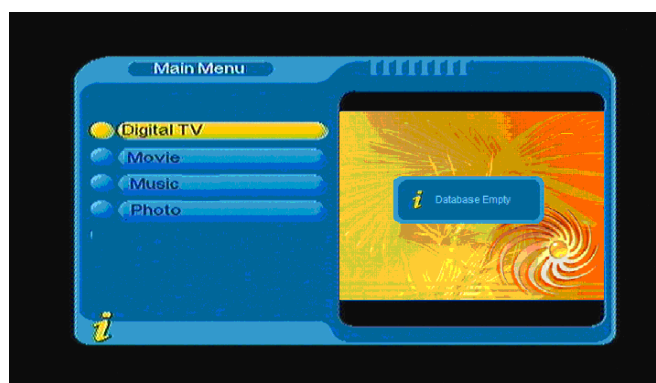 Main Menu
Digital TV
Movie
Music
Photo
i
Database Empty
i